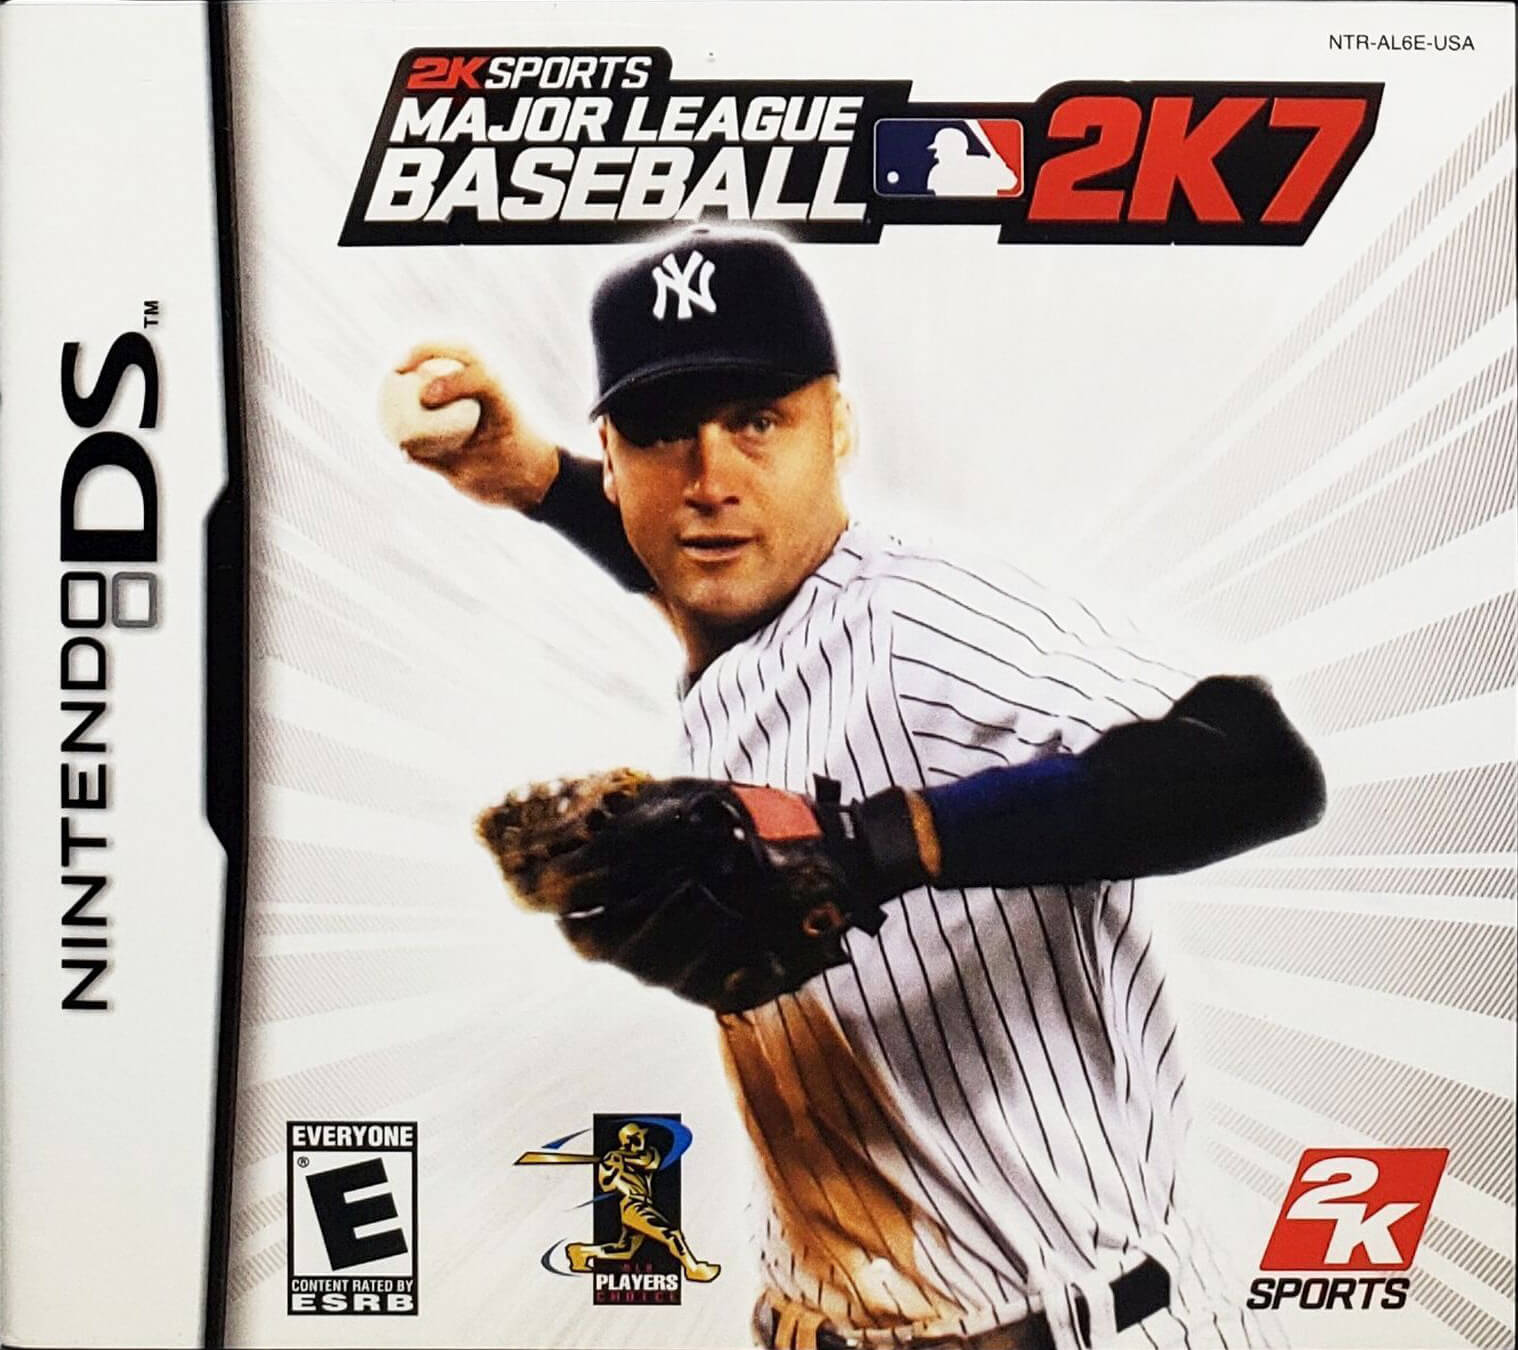 NTR-AL6E-USA
2K SPORTS
MAJOR LEAGUE
BASEBALL 2K7
NY
NINTENDO DS™
EVERYONE
®
E
CONTENT RATED BY
ESRB
MLB
PLAYERS
CHOICE
2K
SPORTS